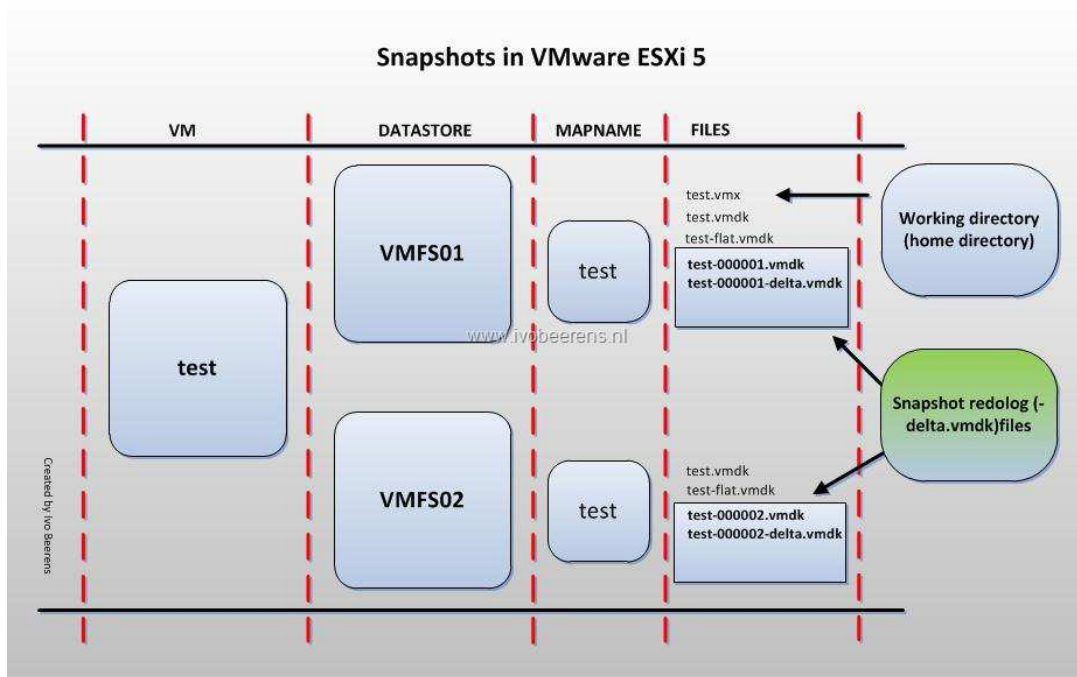 Snapshots in VMware ESXi 5
VM
DATASTORE
MAPNAME
FILES
test
VMFS01
test
test.vmx
test.vmdk
test-flat.vmdk
test-000001.vmdk
test-000001-delta.vmdk
Working directory
(home directory)
www.ivobeerens.nl
VMFS02
test
test.vmdk
test-flat.vmdk
test-000002.vmdk
test-000002-delta.vmdk
Snapshot redolog (-
delta.vmdk)files
Created by Ivo Beerens